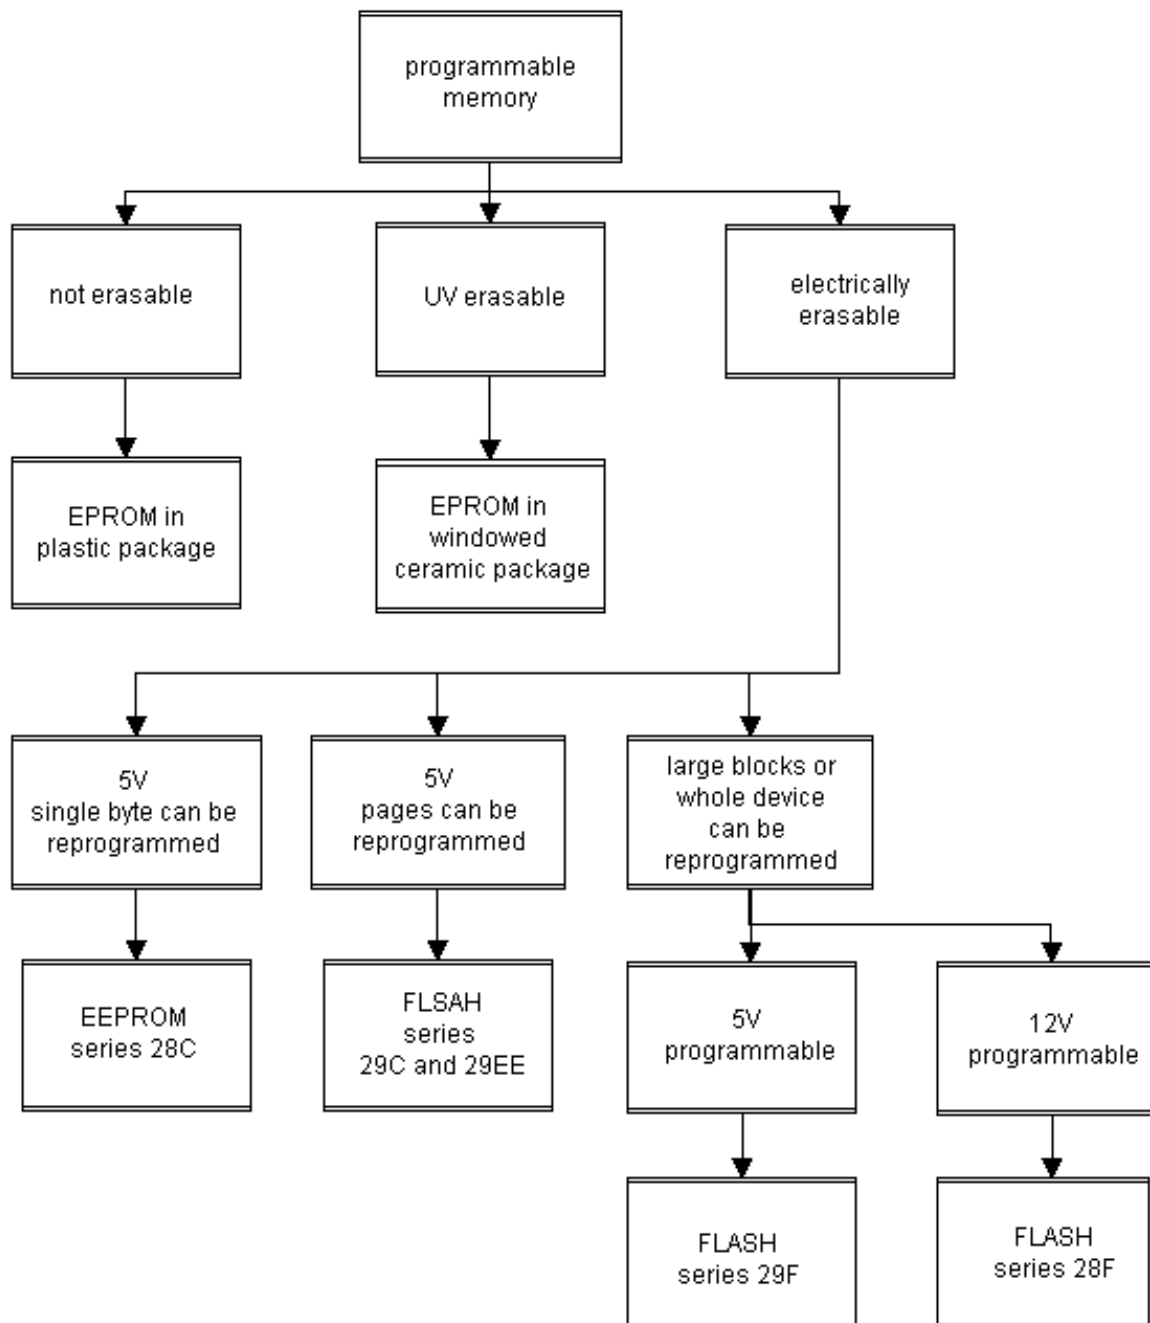 programmable
memory
not erasable
UV erasable
electrically
erasable
EPROM in
plastic package
EPROM in
windowed
ceramic package
5V
single byte can be
reprogrammed
5V
pages can be
reprogrammed
large blocks or
whole device
can be
reprogrammed
EEPROM
series 28C
FLSAH
series
29C and 29EE
5V
programmable
12V
programmable
FLASH
series 29F
FLASH
series 28F